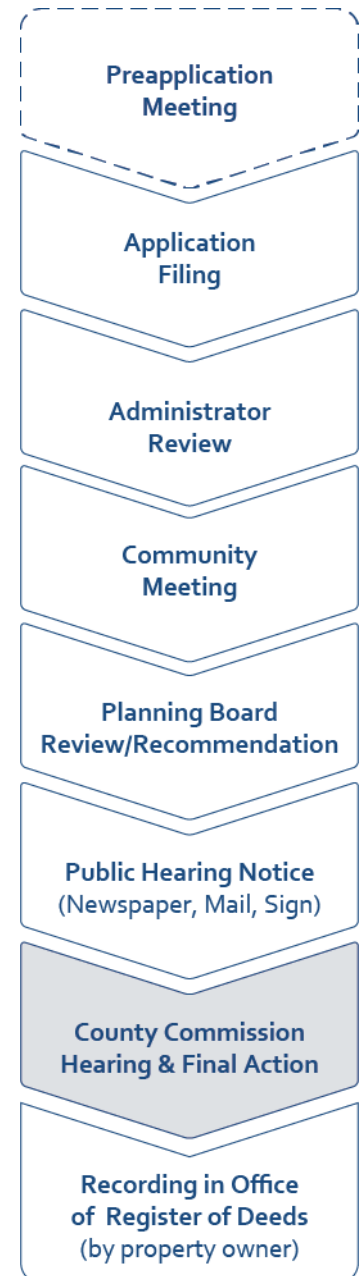 Preapplication
Meeting
Application
Filing
Administrator
Review
Community
Meeting
Planning Board
Review/Recommendation
Public Hearing Notice
(Newspaper, Mail, Sign)
County Commission
Hearing & Final Action
Recording in Office
of Register of Deeds
(by property owner)